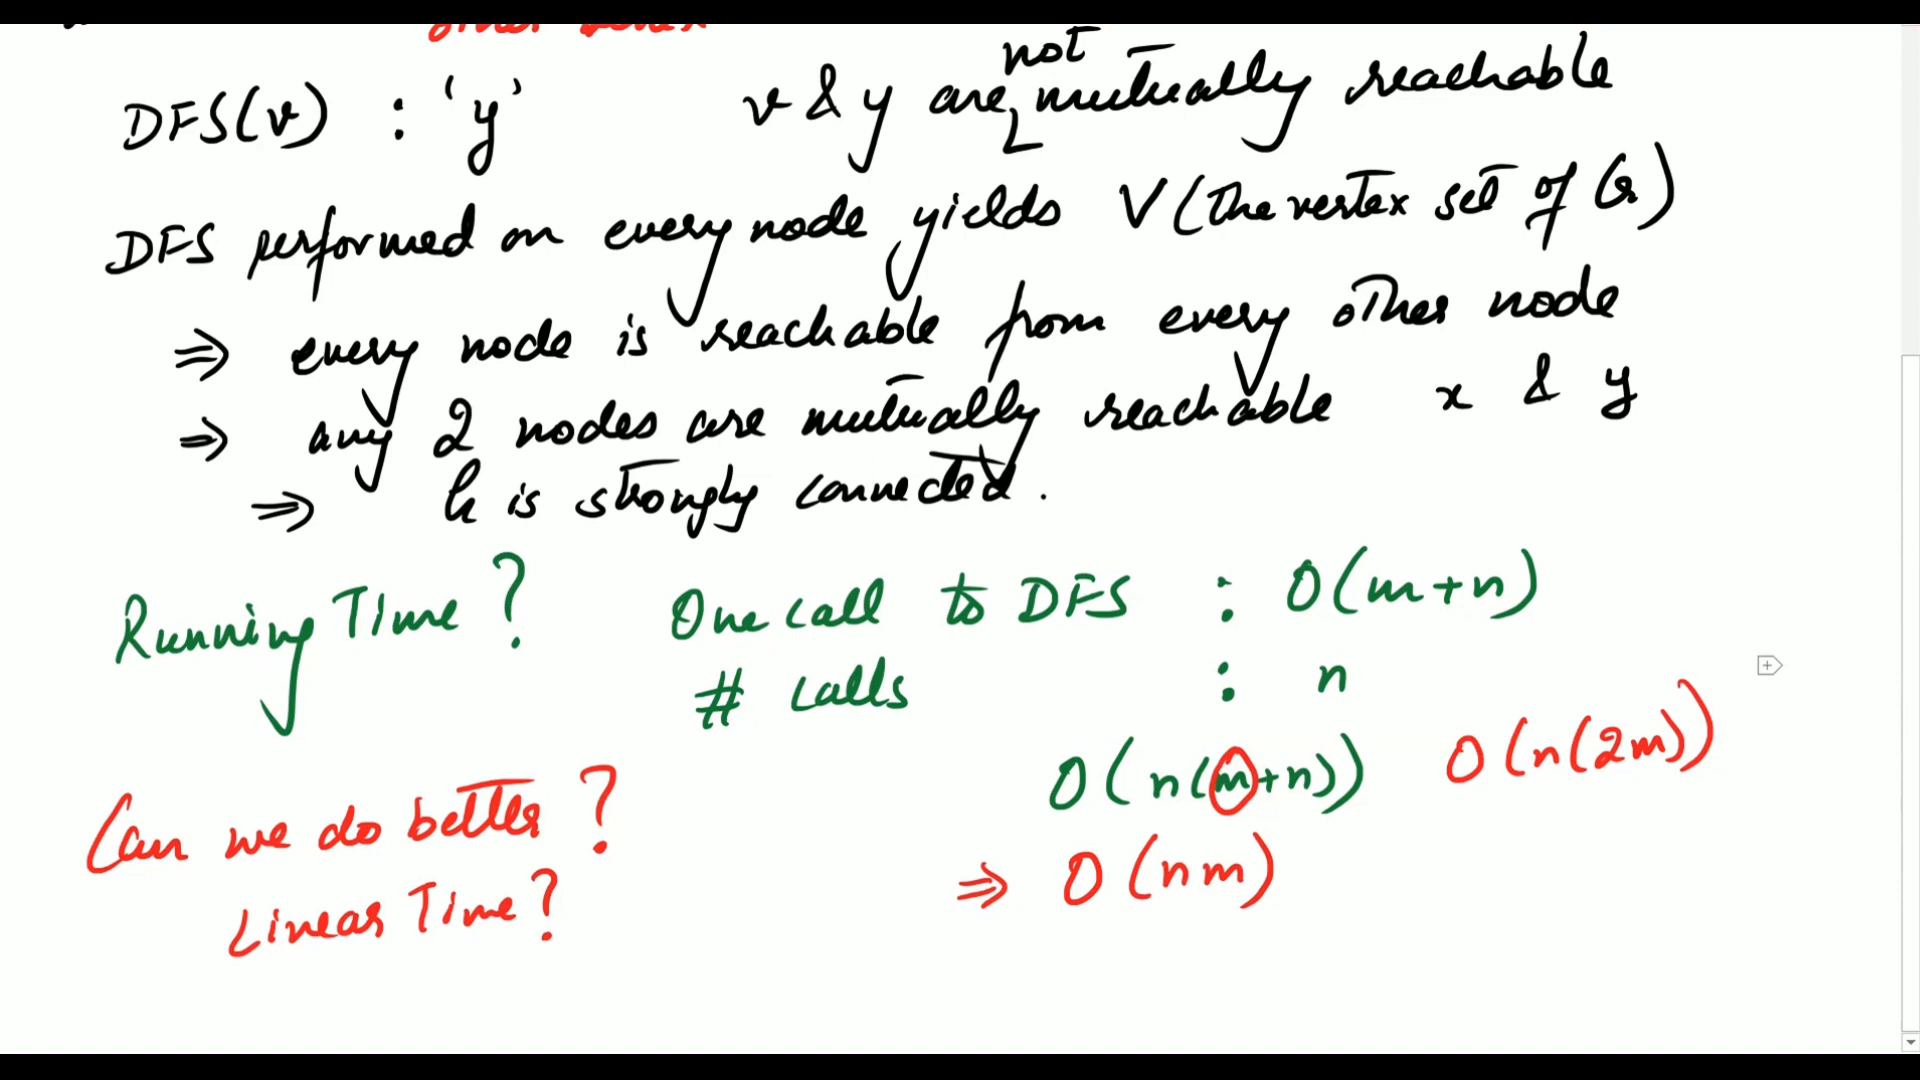 other vertex
DFS(v) : 'y' v & y are not mutually reachable
DFS performed on every node yields V (The vertex set of G)
⇒ every node is reachable from every other node
⇒ any 2 nodes are mutually reachable x & y
⇒ G is strongly connected.
Running Time? One call to DFS : O(m+n)
# calls : n
O(n(m+n)) O(n(2m))
Can we do better?
⇒ O(nm)
Linear Time?